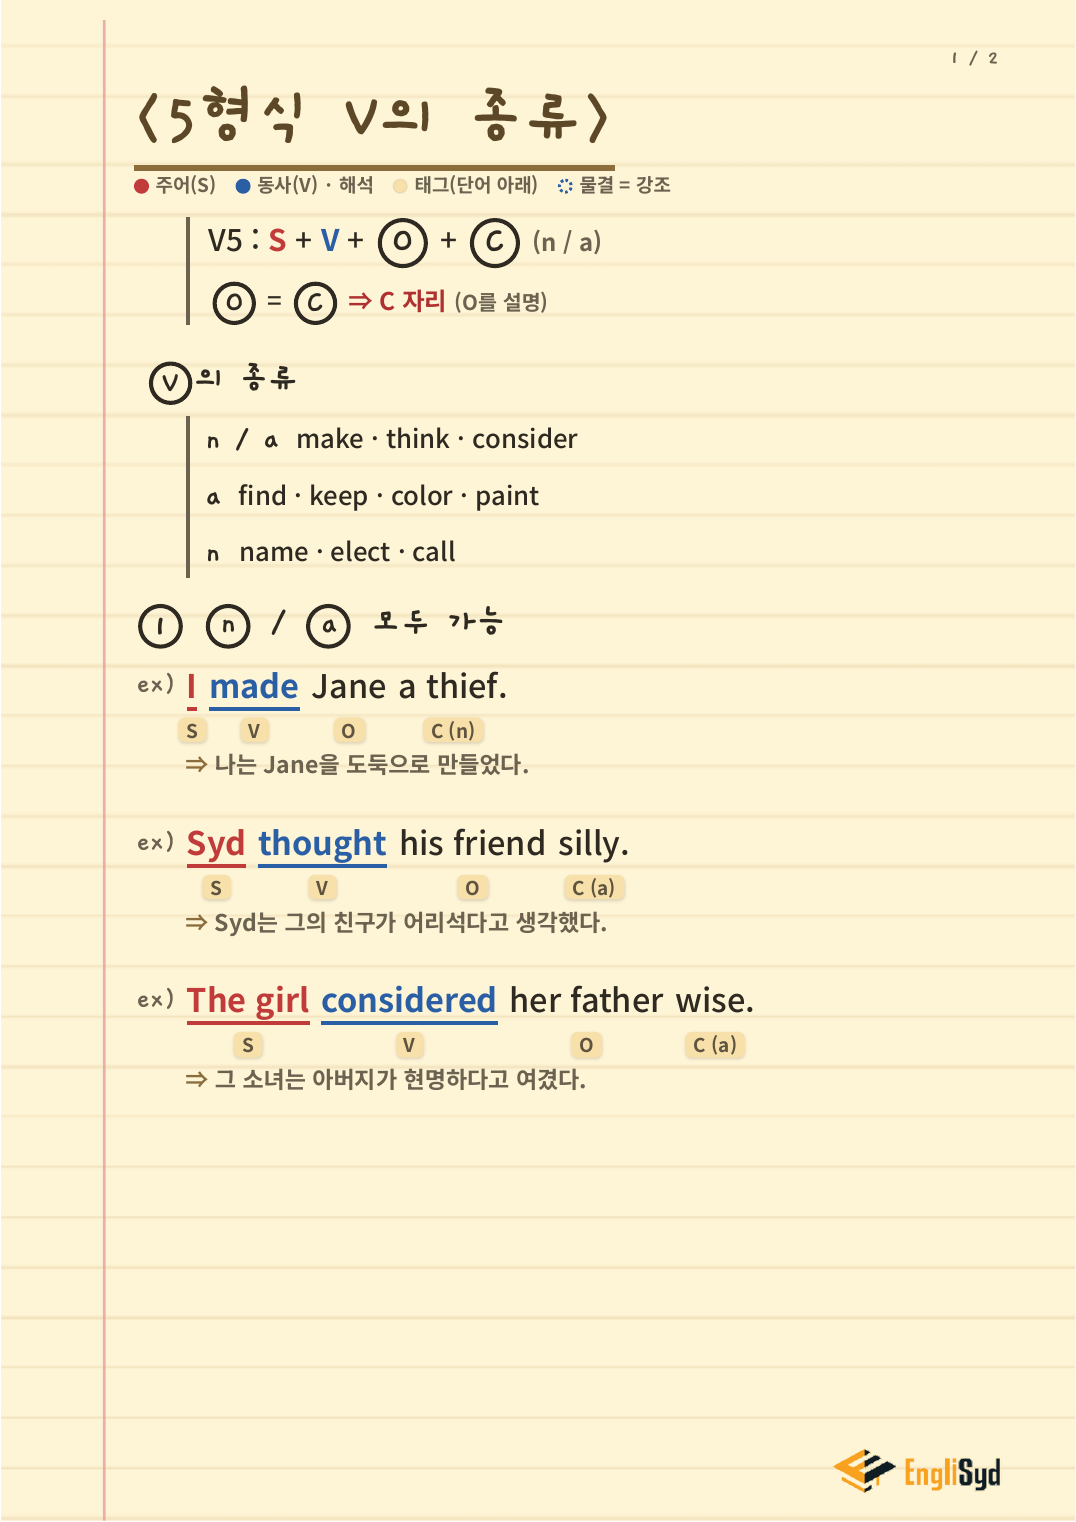 1 / 2
<5형식 V의 종류>
주어(S) 동사(V) · 해석 태그(단어 아래) 물결 = 강조
V5 : S + V + O + C (n / a)
O = C ⇒ C 자리 (O를 설명)
V의 종류
n / a make · think · consider
a find · keep · color · paint
n name · elect · call
1 n / a 모두 가능
ex) I made Jane a thief.
S V O C (n)
⇒ 나는 Jane을 도둑으로 만들었다.
ex) Syd thought his friend silly.
S V O C (a)
⇒ Syd는 그의 친구가 어리석다고 생각했다.
ex) The girl considered her father wise.
S V O C (a)
⇒ 그 소녀는 아버지가 현명하다고 여겼다.
EngliSyd